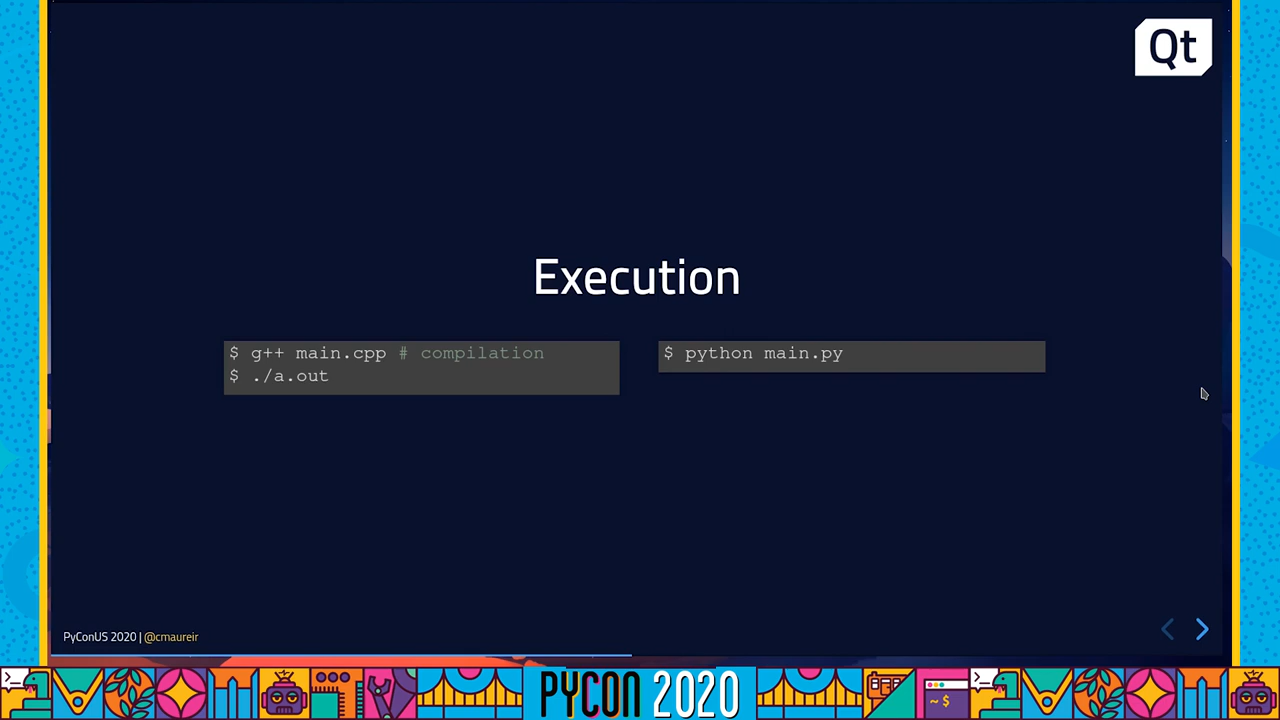 Qt
Execution
$ g++ main.cpp # compilation
$ ./a.out
$ python main.py
PyConUS 2020 | @cmaureir
PYCON 2020
~ $